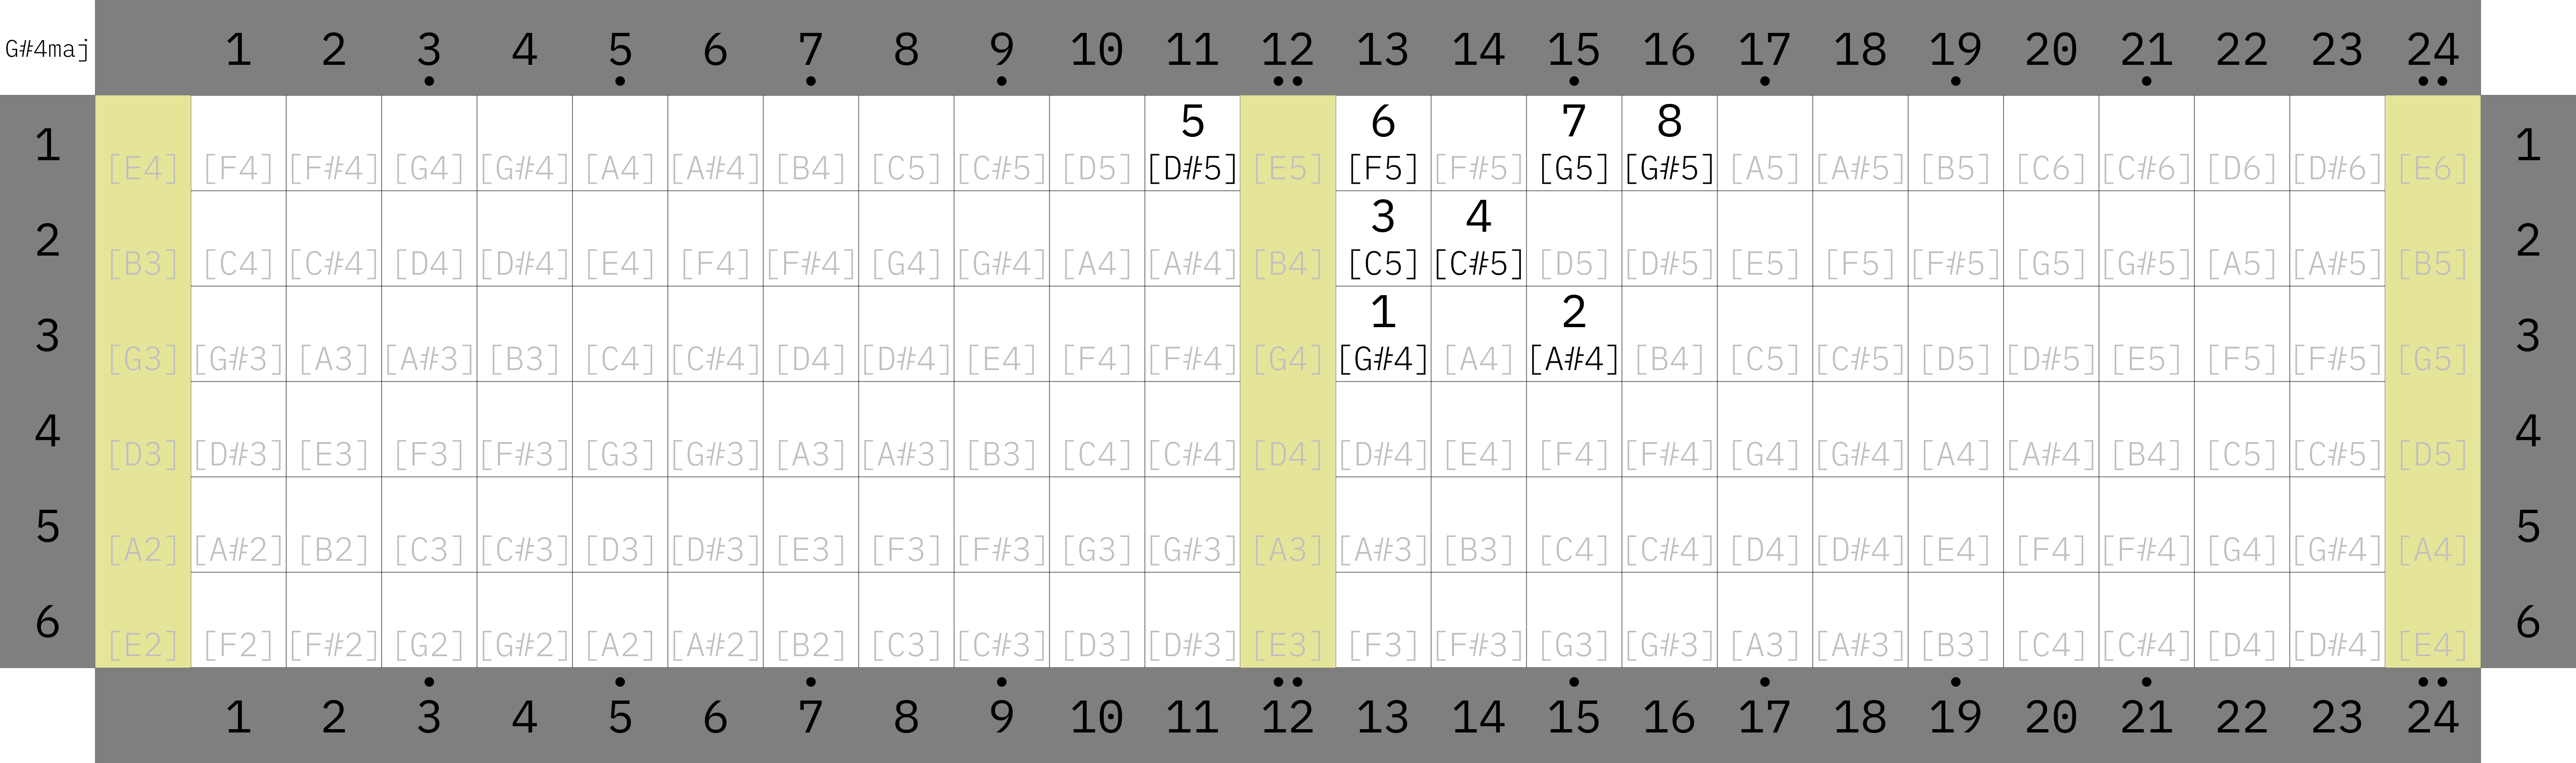 G#4maj 1 2 3 4 5 6 7 8 9 10 11 12 13 14 15 16 17 18 19 20 21 22 23 24
5 6 7 8
1 [E4] [F4] [F#4] [G4] [G#4] [A4] [A#4] [B4] [C5] [C#5] [D5] [D#5] [E5] [F5] [F#5] [G5] [G#5] [A5] [A#5] [B5] [C6] [C#6] [D6] [D#6] [E6] 1
3 4
2 [B3] [C4] [C#4] [D4] [D#4] [E4] [F4] [F#4] [G4] [G#4] [A4] [A#4] [B4] [C5] [C#5] [D5] [D#5] [E5] [F5] [F#5] [G5] [G#5] [A5] [A#5] [B5] 2
1 2
3 [G3] [G#3] [A3] [A#3] [B3] [C4] [C#4] [D4] [D#4] [E4] [F4] [F#4] [G4] [G#4] [A4] [A#4] [B4] [C5] [C#5] [D5] [D#5] [E5] [F5] [F#5] [G5] 3
4 [D3] [D#3] [E3] [F3] [F#3] [G3] [G#3] [A3] [A#3] [B3] [C4] [C#4] [D4] [D#4] [E4] [F4] [F#4] [G4] [G#4] [A4] [A#4] [B4] [C5] [C#5] [D5] 4
5 [A2] [A#2] [B2] [C3] [C#3] [D3] [D#3] [E3] [F3] [F#3] [G3] [G#3] [A3] [A#3] [B3] [C4] [C#4] [D4] [D#4] [E4] [F4] [F#4] [G4] [G#4] [A4] 5
6 [E2] [F2] [F#2] [G2] [G#2] [A2] [A#2] [B2] [C3] [C#3] [D3] [D#3] [E3] [F3] [F#3] [G3] [G#3] [A3] [A#3] [B3] [C4] [C#4] [D4] [D#4] [E4] 6
1 2 3 4 5 6 7 8 9 10 11 12 13 14 15 16 17 18 19 20 21 22 23 24